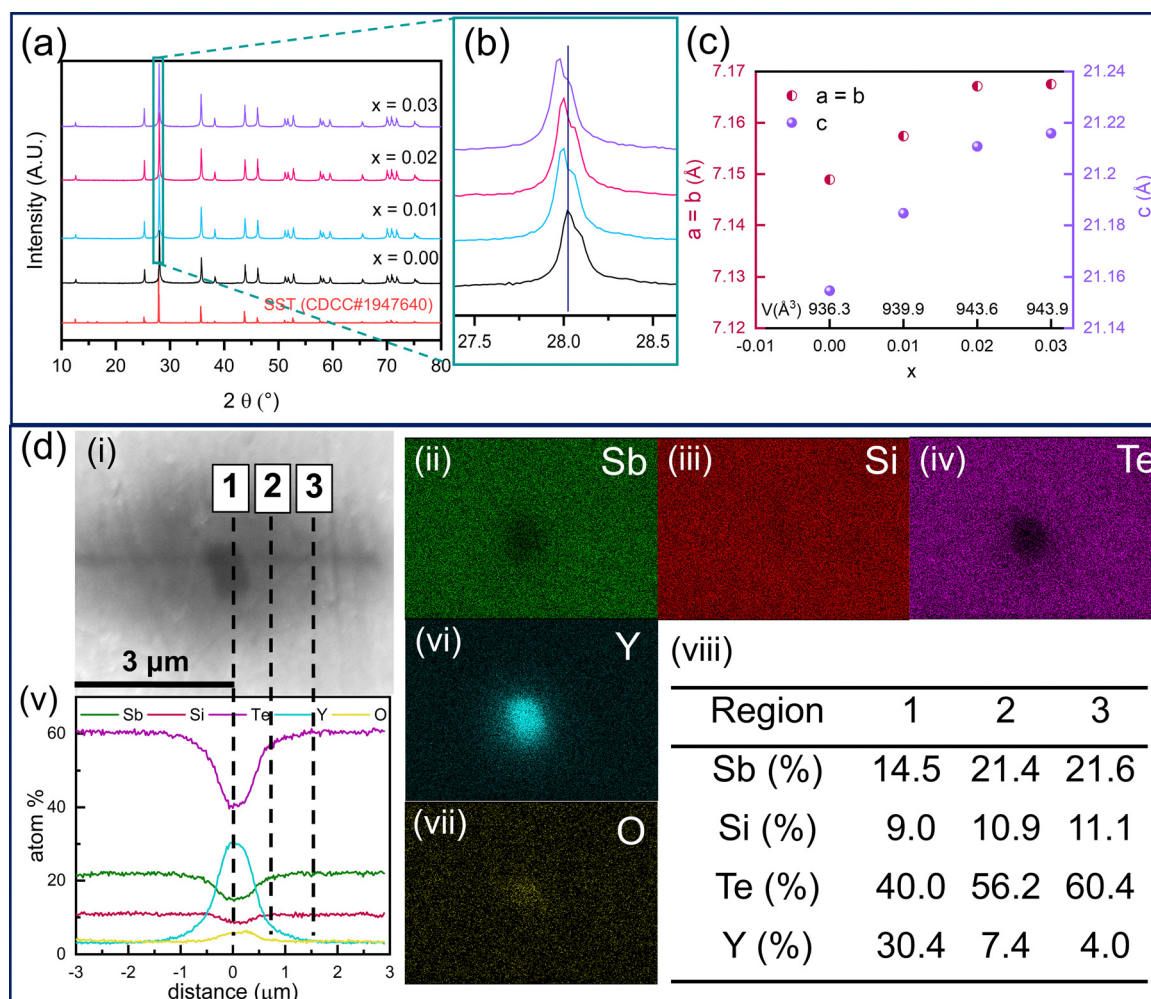 (a)
Intensity (A.U.)
x = 0.03
x = 0.02
x = 0.01
x = 0.00
SST (CDCC#1947640)
10 20 30 40 50 60 70 80
2 θ (°)
(b)
27.5 28.0 28.5
(c)
a = b (Å)
7.17
7.16
7.15
7.14
7.13
7.12
a = b
c
21.24
21.22
21.20
21.18
21.16
21.14
c (Å)
V(Å³) 936.3 939.9 943.6 943.9
-0.01 0.00 0.01 0.02 0.03
x
(d)
(i)
1 2 3
3 µm
(ii) Sb
(iii) Si
(iv) Te
(v)
Sb Si Te Y O
atom %
60
40
20
0
-3 -2 -1 0 1 2 3
distance (µm)
(vi) Y
(vii) O
(viii)
Region 1 2 3
Sb (%) 14.5 21.4 21.6
Si (%) 9.0 10.9 11.1
Te (%) 40.0 56.2 60.4
Y (%) 30.4 7.4 4.0